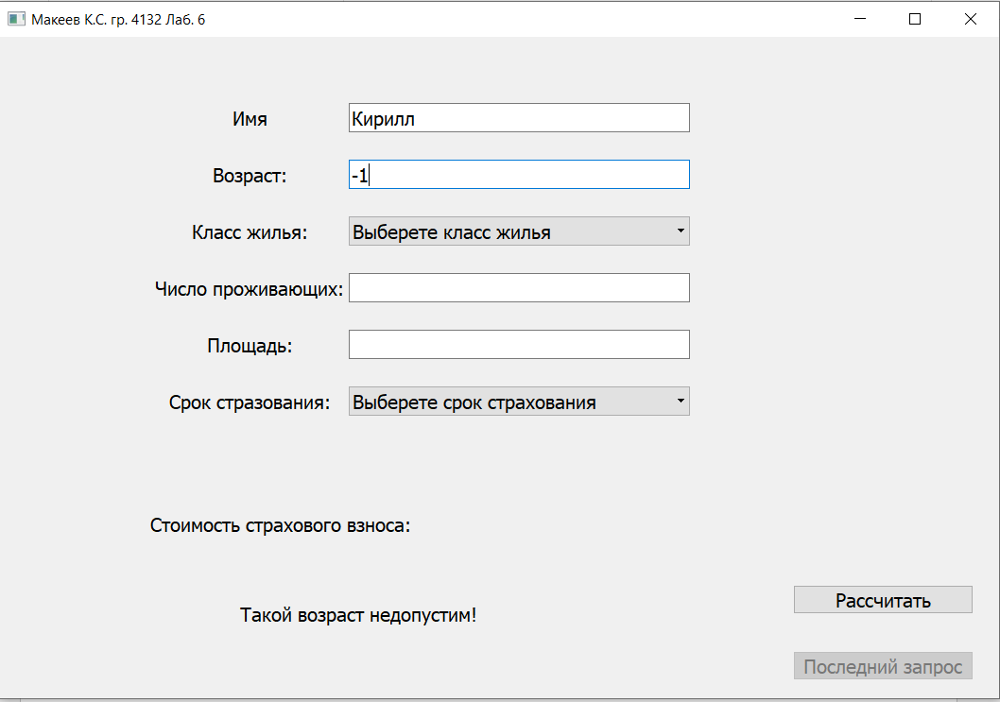 Макеев К.С. гр. 4132 Лаб. 6
Имя Кирилл
Возраст: -1
Класс жилья: Выберете класс жилья
Число проживающих:
Площадь:
Срок стразования: Выберете срок страхования
Стоимость страхового взноса:
Рассчитать
Такой возраст недопустим!
Последний запрос